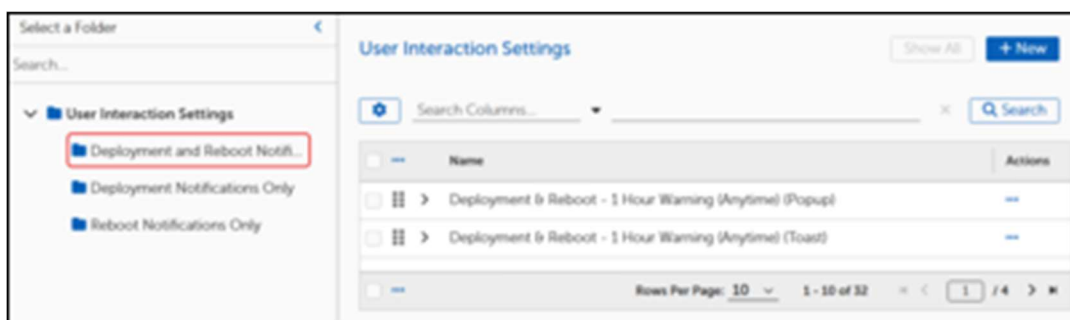 Select a Folder
Search...
User Interaction Settings
Deployment and Reboot Notifi...
Deployment Notifications Only
Reboot Notifications Only
User Interaction Settings
Show All
+ New
Search Columns...
Search
Name
Actions
Deployment & Reboot - 1 Hour Warning (Anytime) (Popup)
Deployment & Reboot - 1 Hour Warning (Anytime) (Toast)
Rows Per Page: 10 1 - 10 of 32 1 / 4